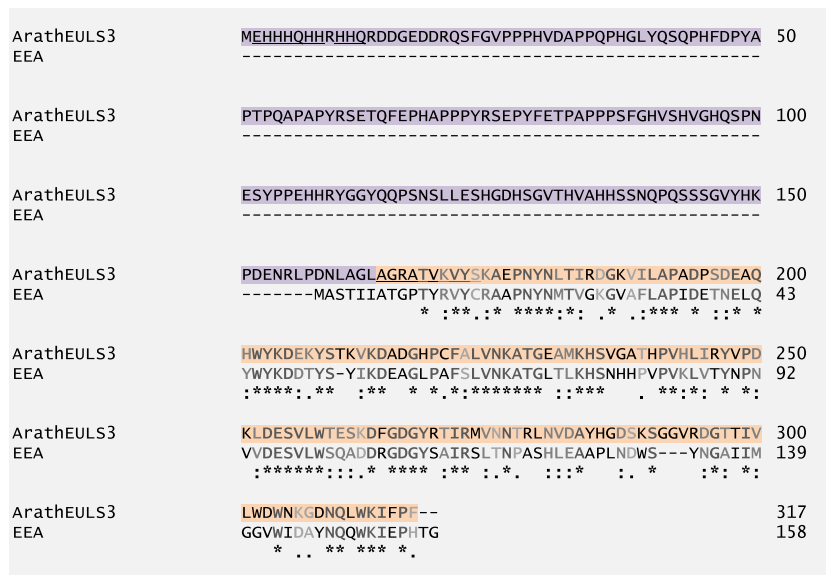 ArathEULS3 MEHHHQHHRHHQRDDGEDDRQSFGVPPPHVDAPPQPHGLYQSQPHFDPYA 50
EEA --------------------------------------------------
ArathEULS3 PTPQAPAPYRSETQFEPHAPPPYRSEPYFETPAPPPSFGHVSHVGHQSPN 100
EEA --------------------------------------------------
ArathEULS3 ESYPPEHHRYGGYQQPSNSLLESHGDHSGVTHVAHHSSNQPQSSSGVYHK 150
EEA --------------------------------------------------
ArathEULS3 PDENRLPDNLAGLAGRATVKVYSKAEPNYNLTIRDGKVILAPADPSDEAQ 200
EEA -------MASTIIATGPTYRVYCRAAPNYNMTVGKGVAFLAPIDETNELQ 43
* :**.:* ****:*: .* .:*** * ::* *
ArathEULS3 HWYKDEKYSTKVKDADGHPCFALVNKATGEAMKHSVGATHPVHLIRYVPD 250
EEA YWYKDDTYS-YIKDEAGLPAFSLVNKATGLTLKHSNHHPVPVKLVTYNPN 92
:****:.** :** * *.*:******* ::*** . **:*: * *:
ArathEULS3 KLDESVLWTESKDFGDGYRTIRMVNNTRLNVDAYHGDSKSGGVRDGTTIV 300
EEA VVDESVLWSQADDRGDGYSAIRSLTNPASHLEAAPLNDWS---YNGAIIM 139
:******:::.* **** :** :.*. :::* :. * :*: *:
ArathEULS3 LWDWNKGDNQLWKIFPF-- 317
EEA GGVWIDAYNQQWKIEPHTG 158
* .. ** *** *.